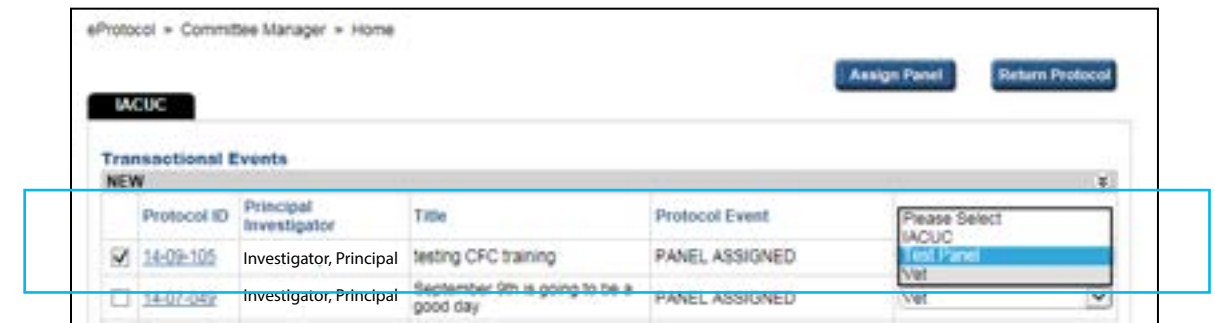 eProtocol » Committee Manager » Home
Assign Panel Return Protocol
IACUC
Transactional Events
NEW
Protocol ID Principal Investigator Title Protocol Event
Please Select
IACUC
Test Panel
Vet
14-09-105 Investigator, Principal testing CFC training PANEL ASSIGNED
14-07-049 Investigator, Principal September 9th is going to be a good day PANEL ASSIGNED Vet